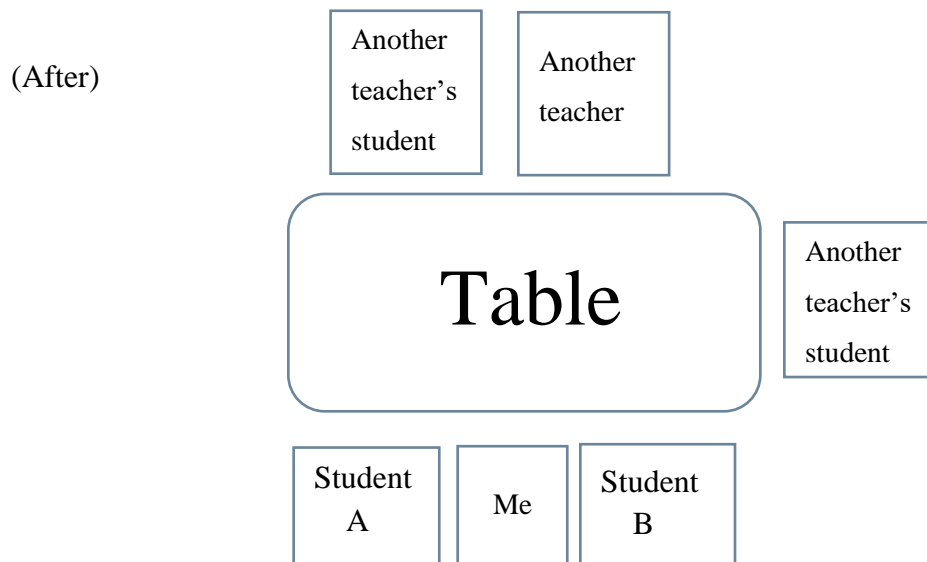 (After)
Another
teacher’s
student
Another
teacher
Table
Another
teacher’s
student
Student
A
Me
Student
B